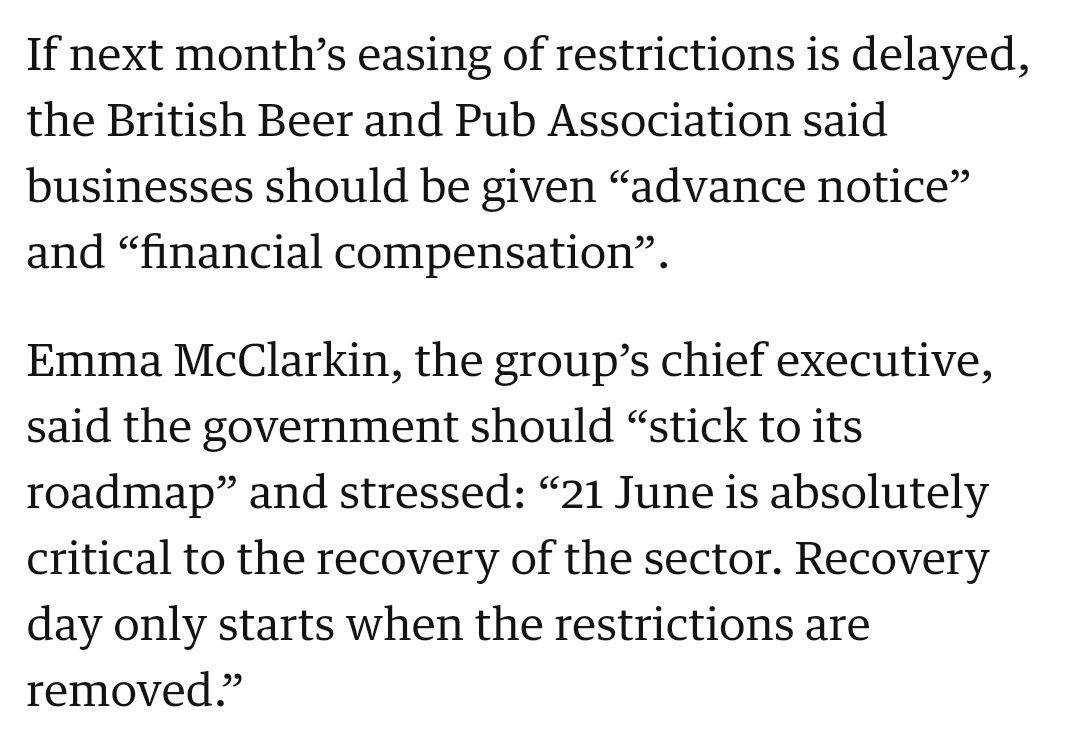 If next month’s easing of restrictions is delayed,
the British Beer and Pub Association said
businesses should be given “advance notice”
and “financial compensation”.
Emma McClarkin, the group’s chief executive,
said the government should “stick to its
roadmap” and stressed: “21 June is absolutely
critical to the recovery of the sector. Recovery
day only starts when the restrictions are
removed.”